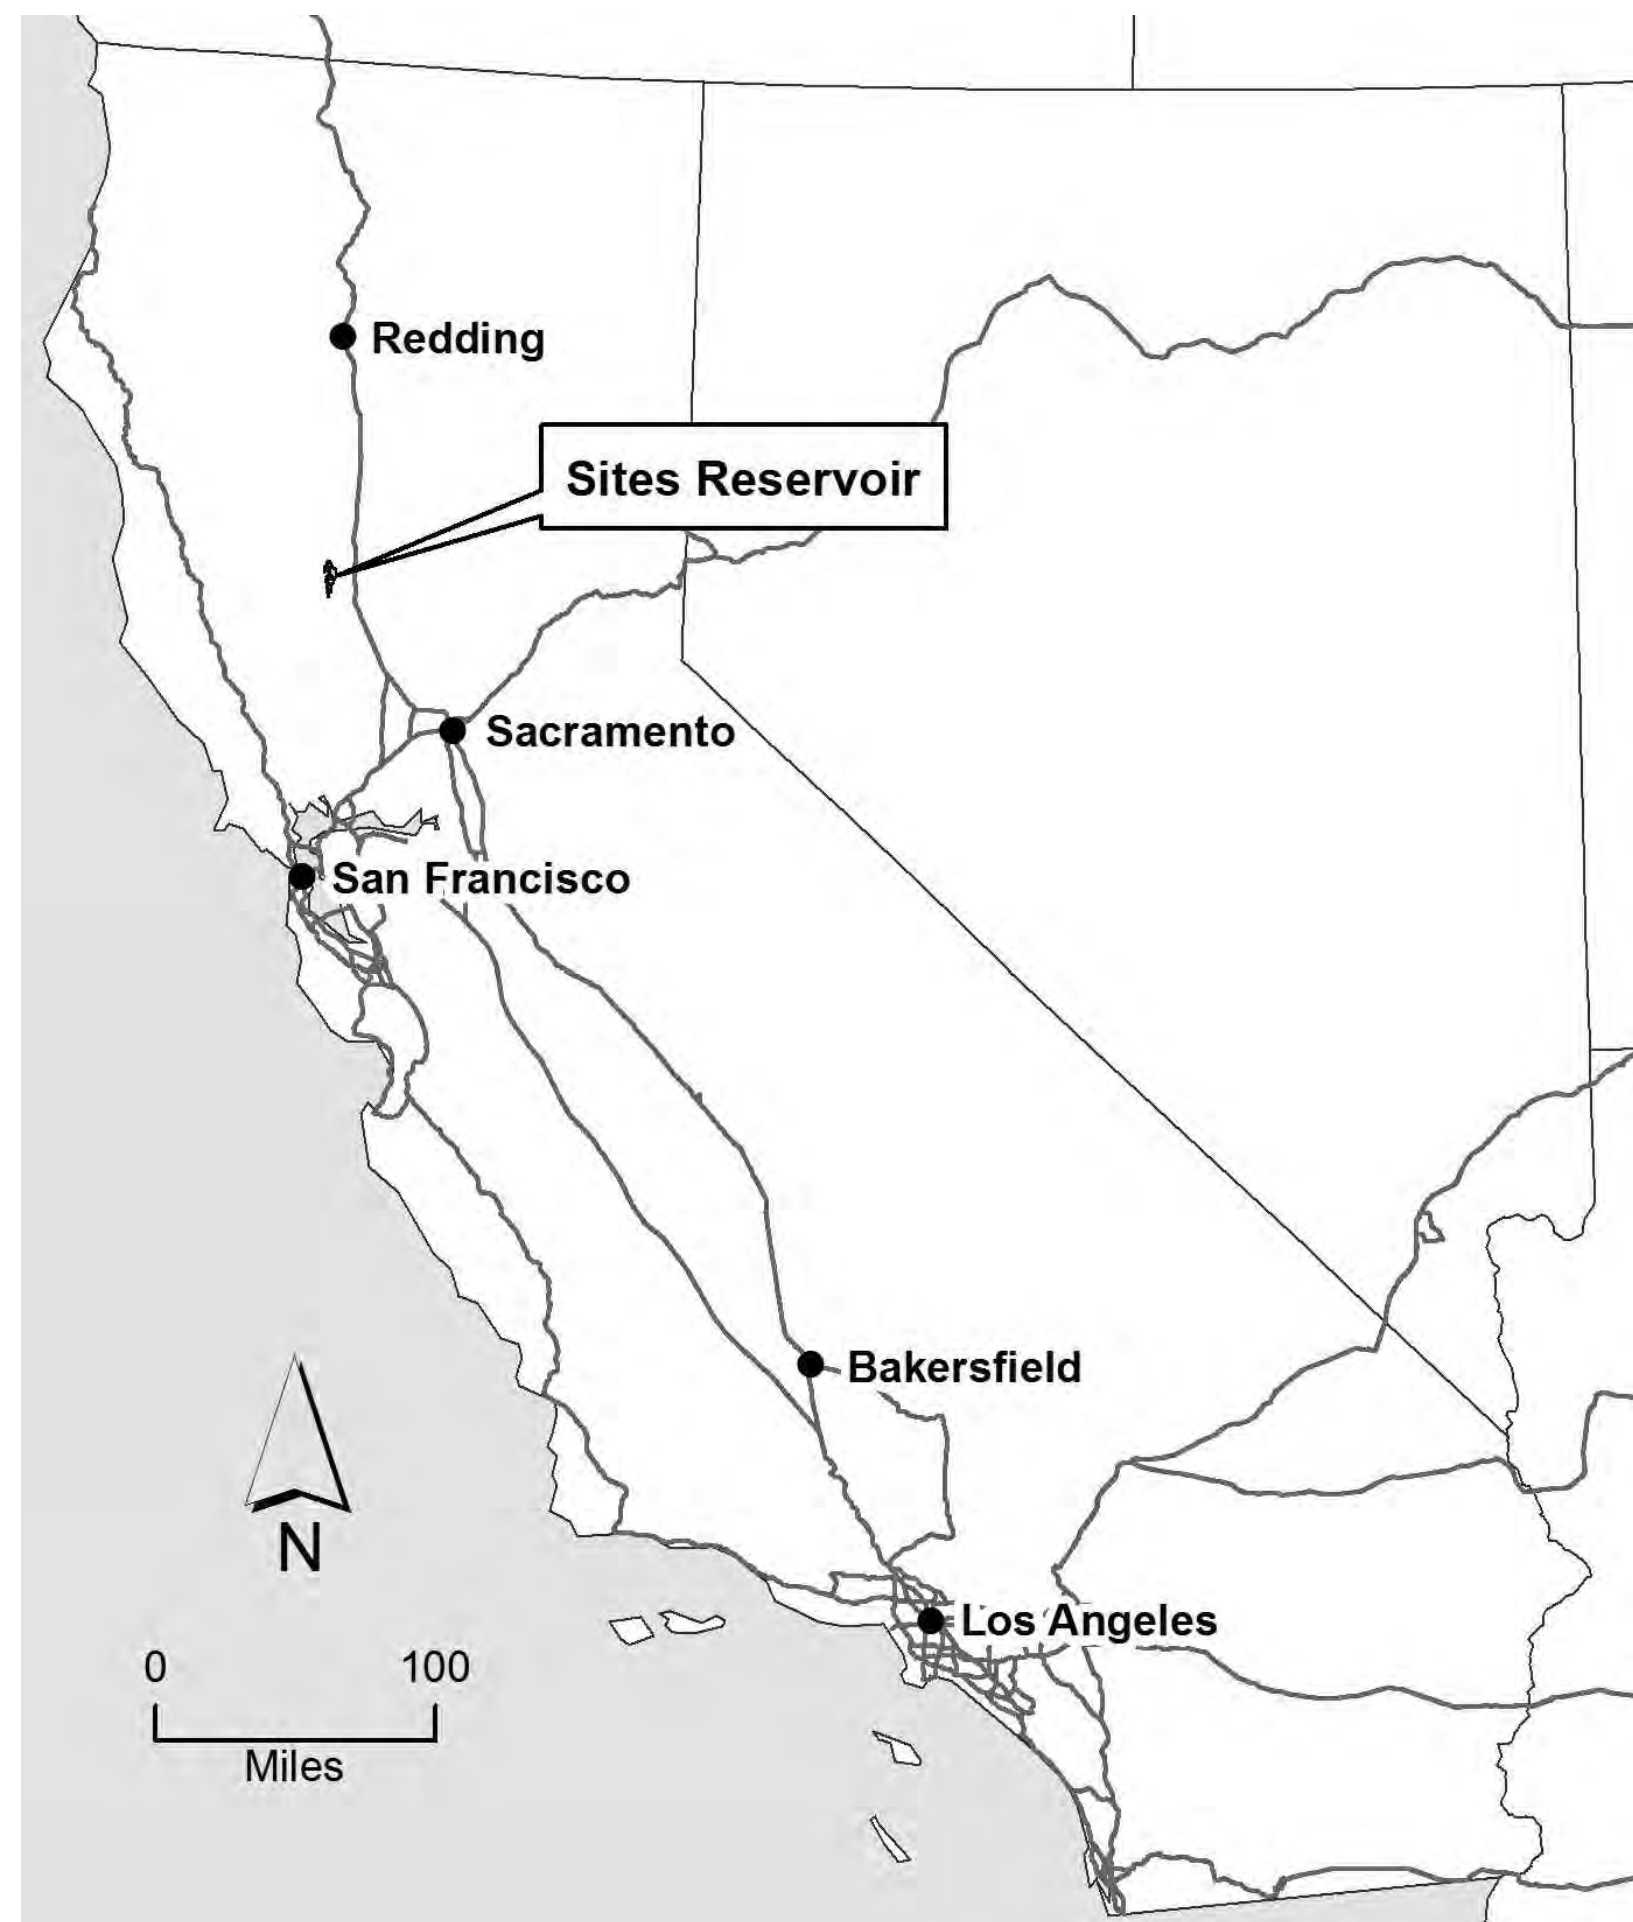 Redding
Sites Reservoir
Sacramento
San Francisco
Bakersfield
N
Los Angeles
0 100
Miles